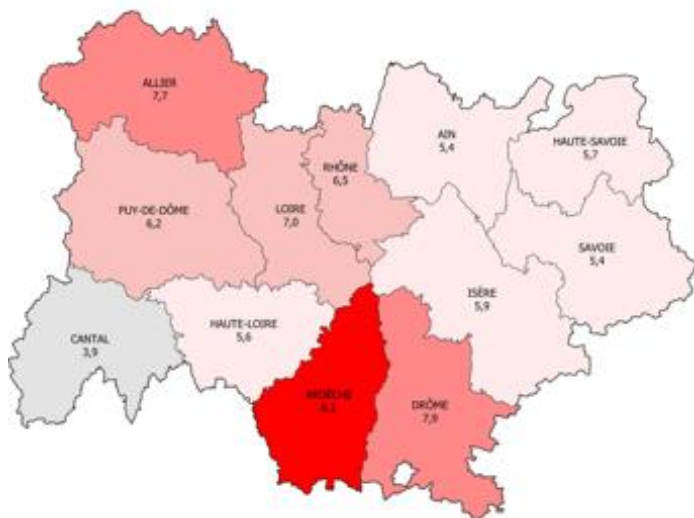 ALLIER
7,7
AIN
5,4
HAUTE-SAVOIE
5,7
RHÔNE
6,5
PUY-DE-DÔME
6,2
LOIRE
7,0
SAVOIE
5,4
ISÈRE
5,9
HAUTE-LOIRE
5,6
CANTAL
3,9
ARDÈCHE
DRÔME
7,9